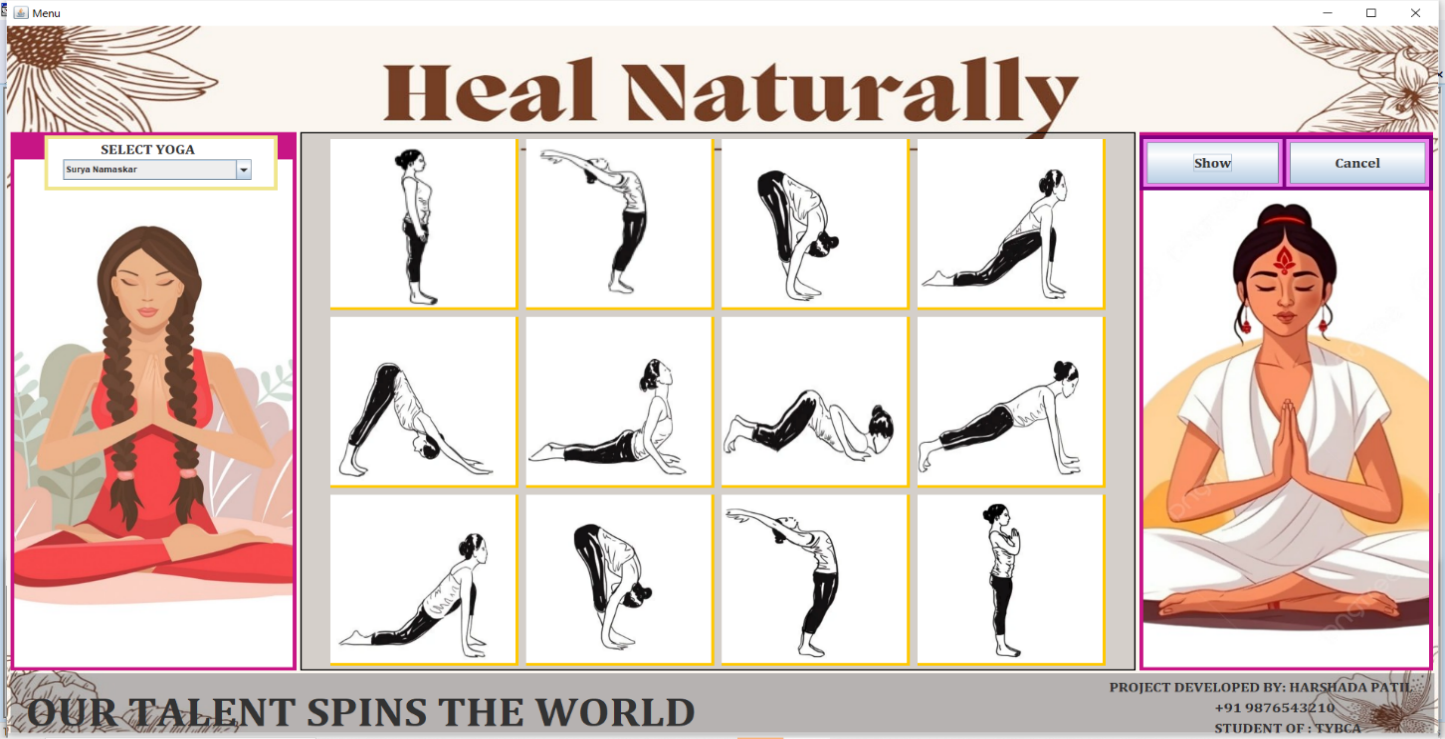 Menu
Heal Naturally
SELECT YOGA
Surya Namaskar
Show
Cancel
OUR TALENT SPINS THE WORLD
PROJECT DEVELOPED BY: HARSHADA PATIL
+91 9876543210
STUDENT OF : TYBCA